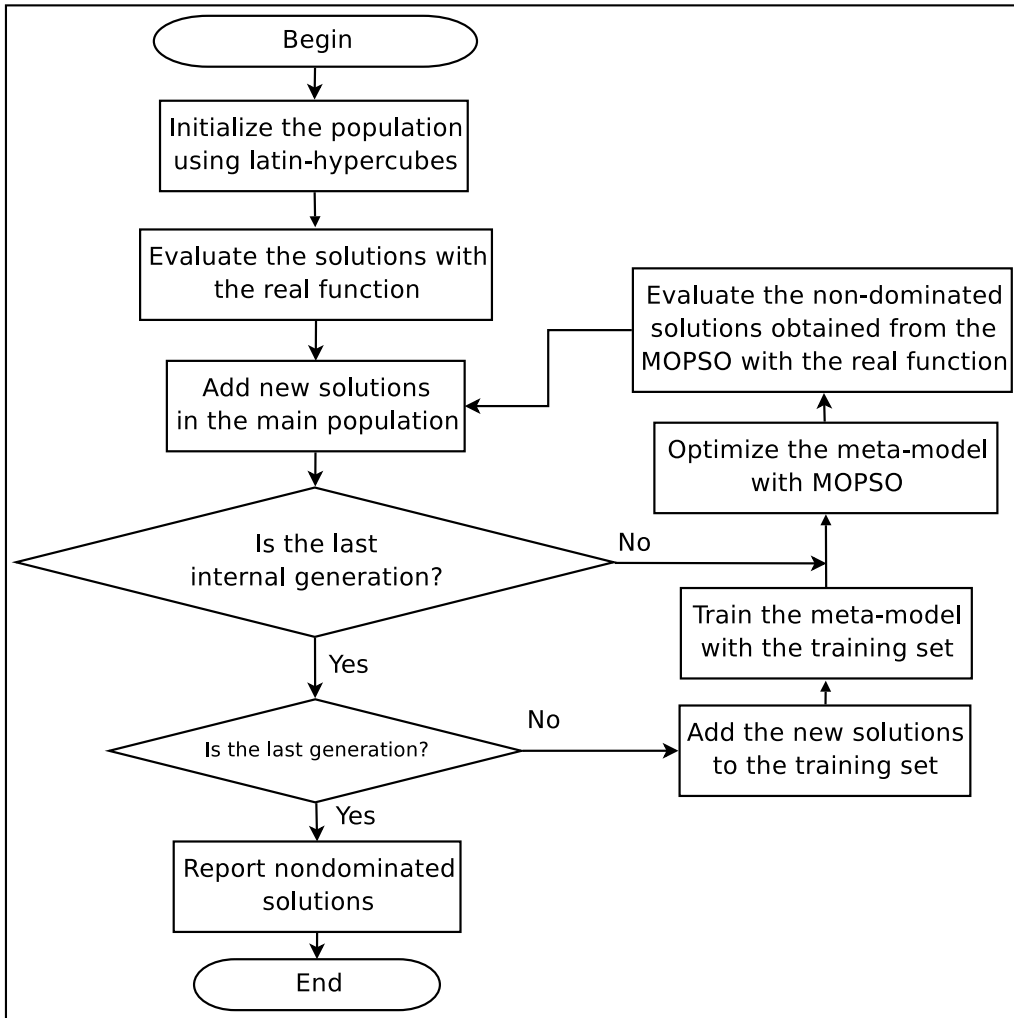 Begin
Initialize the population
using latin-hypercubes
Evaluate the solutions with
the real function
Add new solutions
in the main population
Is the last
internal generation?
No
Yes
Is the last generation?
No
Yes
Report nondominated
solutions
End
Evaluate the non-dominated
solutions obtained from the
MOPSO with the real function
Optimize the meta-model
with MOPSO
Train the meta-model
with the training set
Add the new solutions
to the training set